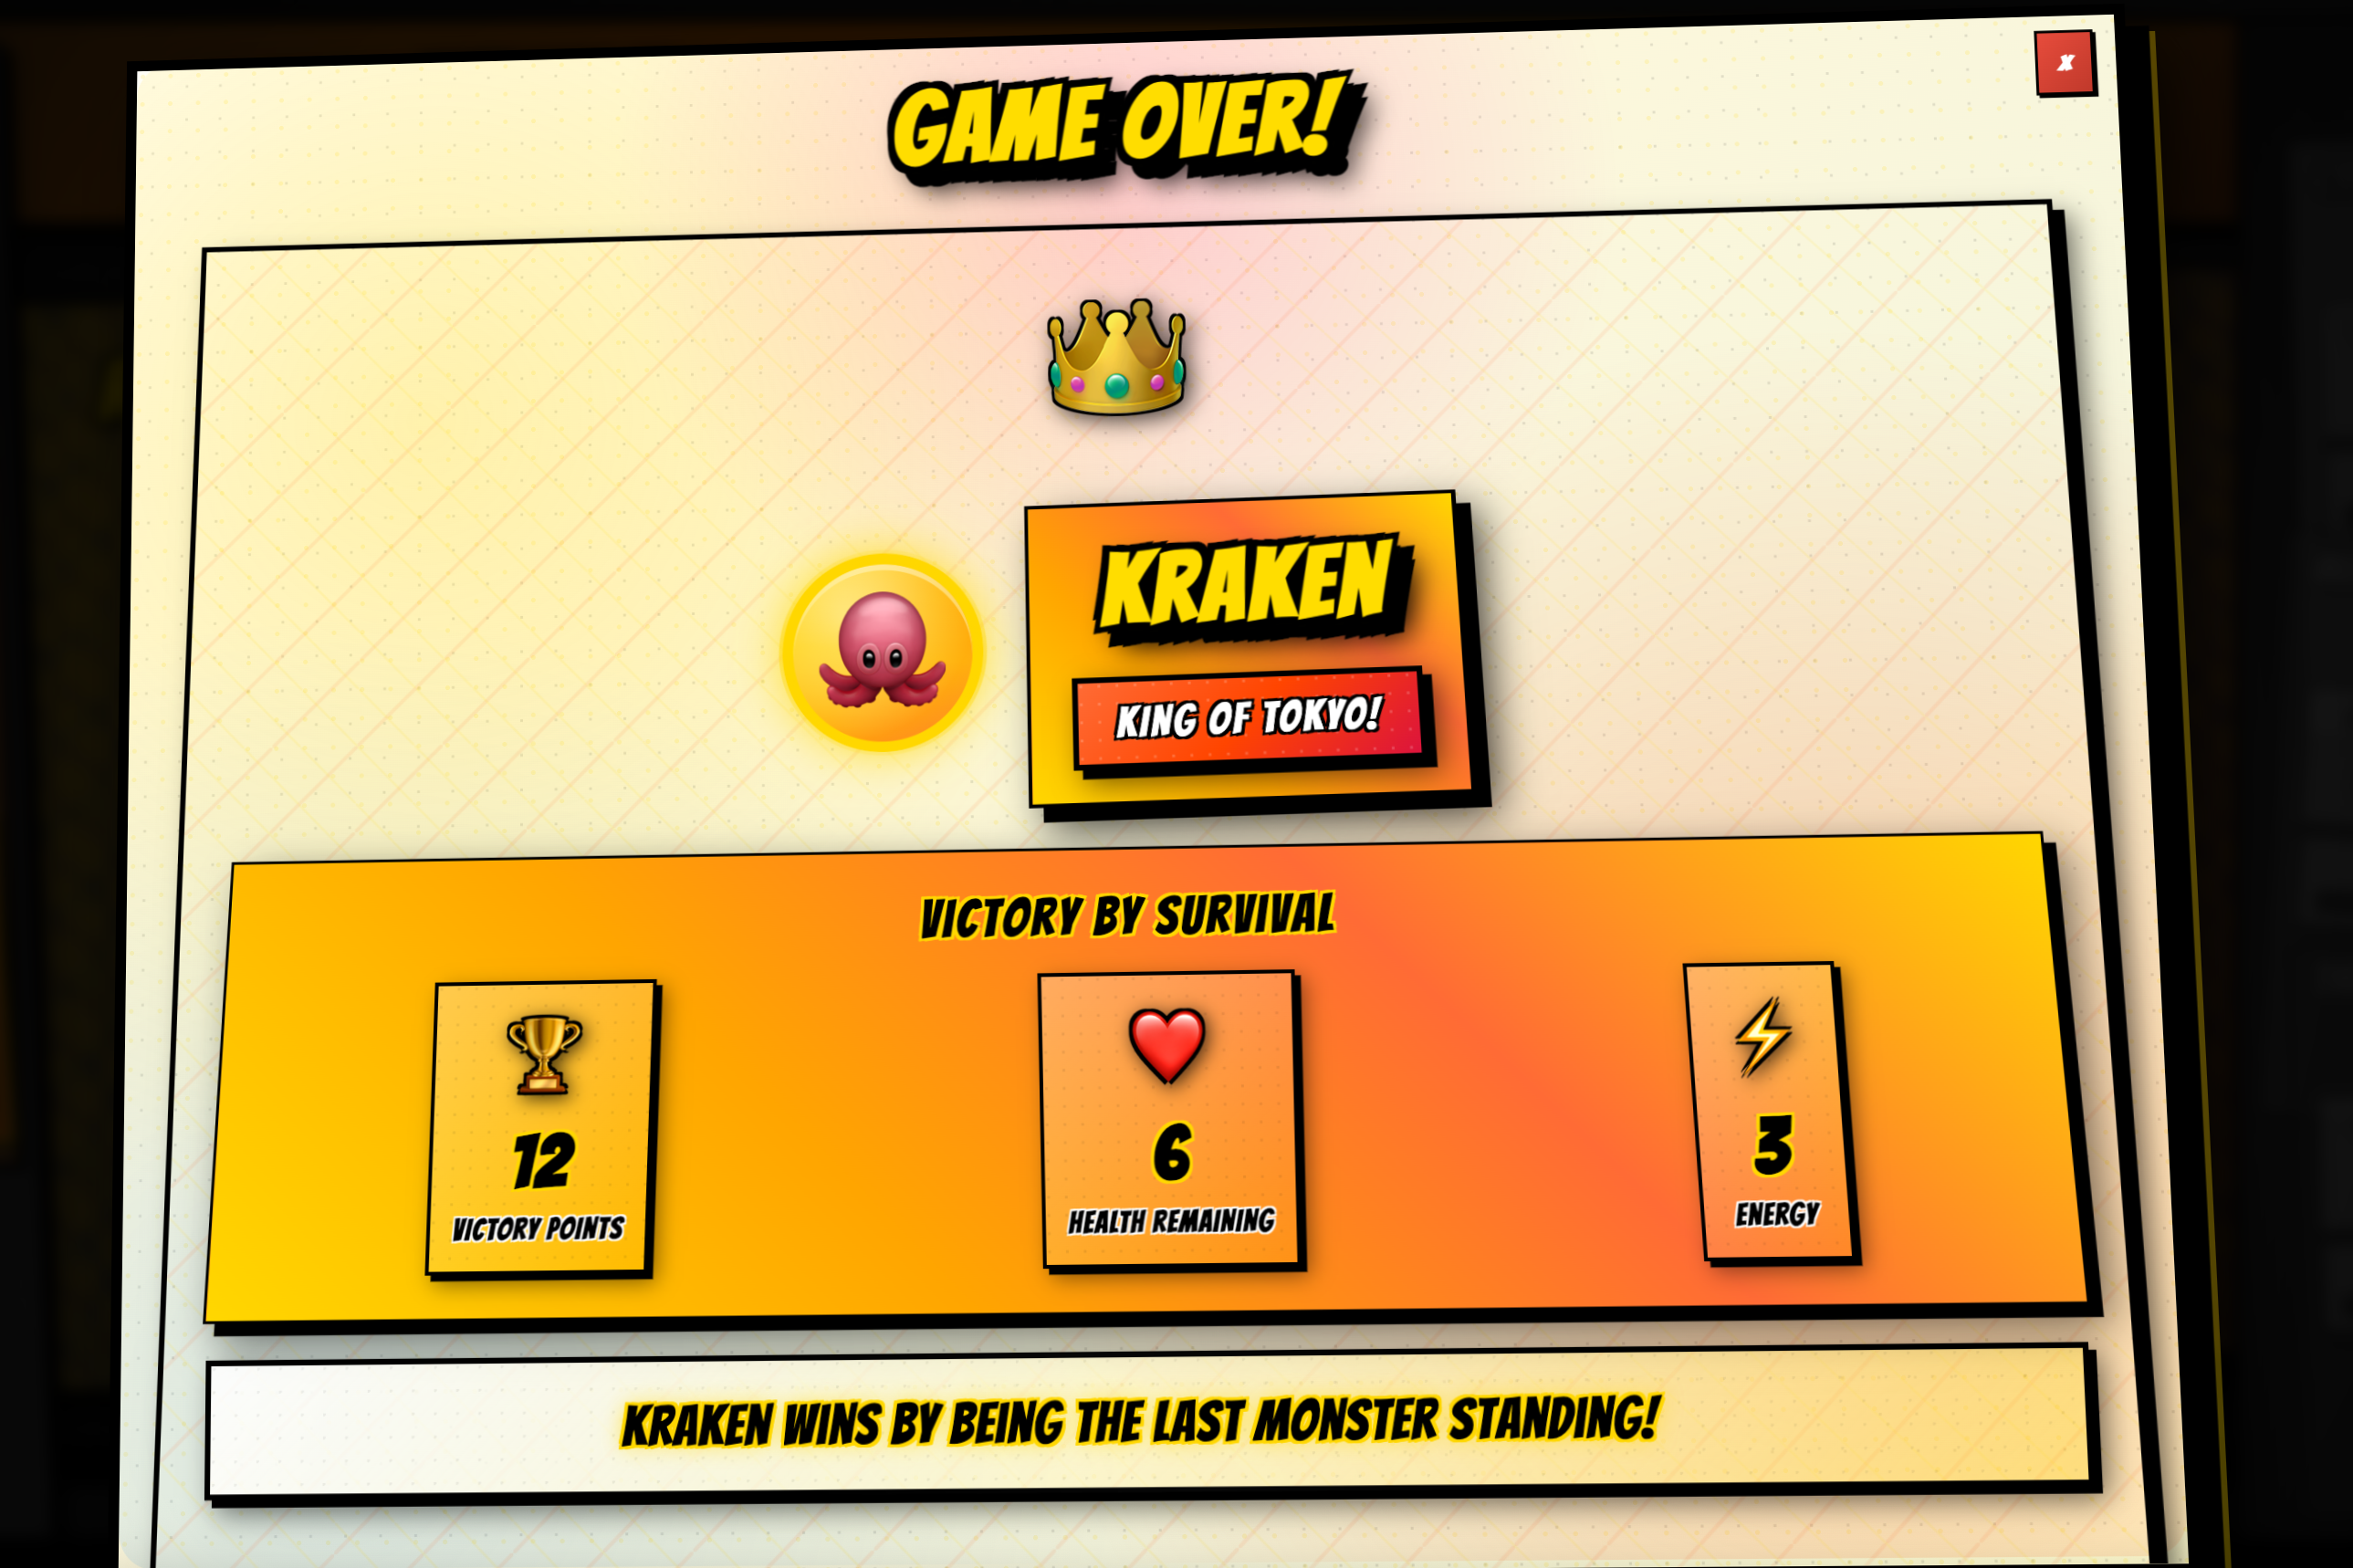 X
GAME OVER!
KRAKEN
KING OF TOKYO!
VICTORY BY SURVIVAL
12
VICTORY POINTS
6
HEALTH REMAINING
3
ENERGY
KRAKEN WINS BY BEING THE LAST MONSTER STANDING!